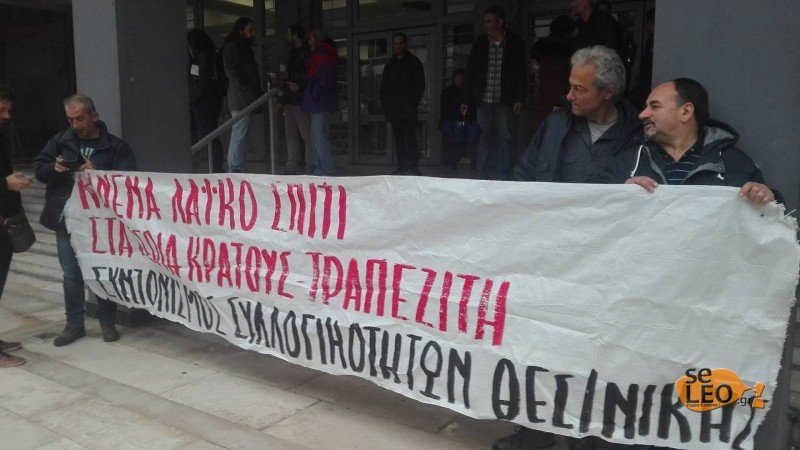 ΚΑΝΕΝΑ ΛΑΪΚΟ ΣΠΙΤΙ
ΣΤΑ ΧΕΡΙΑ ΚΡΑΤΟΥΣ-ΤΡΑΠΕΖΙΤΗ
ΣΥΝΤΟΝΙΣΜΟΣ ΣΥΛΛΟΓΙΚΟΤΗΤΩΝ ΘΕΣ/ΝΙΚΗΣ
seLEO.gr